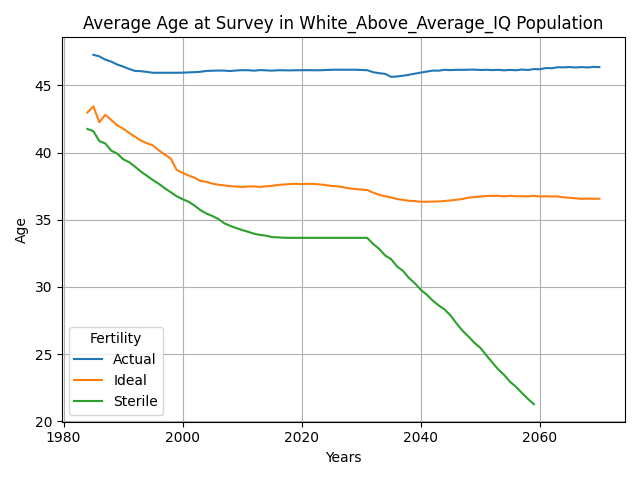 Average Age at Survey in White_Above_Average_IQ Population
45
40
35
30
25
20
Age
Fertility
Actual
Ideal
Sterile
1980
2000
2020
2040
2060
Years